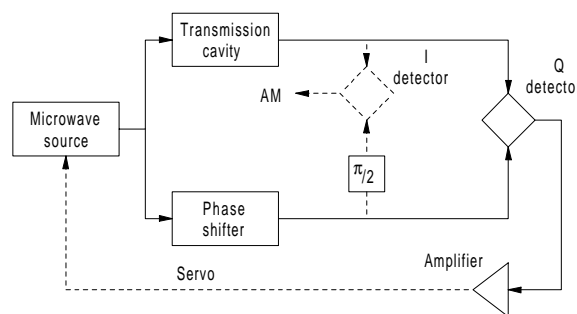 Transmission
cavity
I
detector
Q
detecto
AM
Microwave
source
π/2
Phase
shifter
Amplifier
Servo